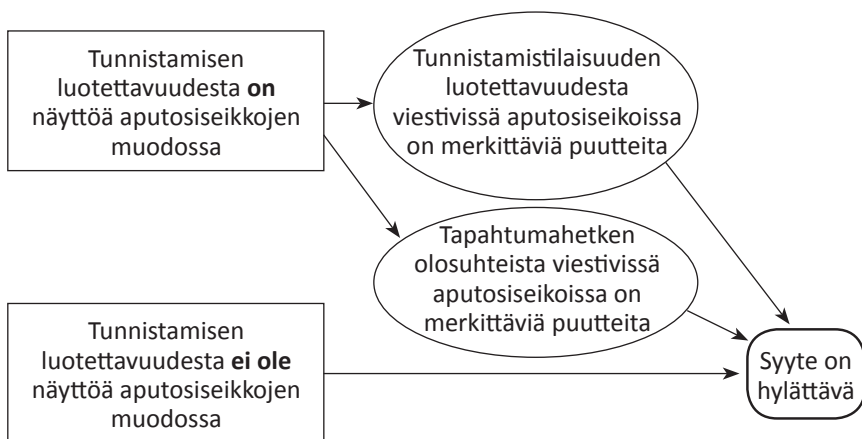 Tunnistamisen
luotettavuudesta on
näyttöä aputosiseikkojen
muodossa
Tunnistamistilaisuuden
luotettavuudesta
viestivissä aputosiseikoissa
on merkittäviä puutteita
Tapahtumahetken
olosuhteista viestivissä
aputosiseikoissa on
merkittäviä puutteita
Tunnistamisen
luotettavuudesta ei ole
näyttöä aputosiseikkojen
muodossa
Syyte on
hylättävä